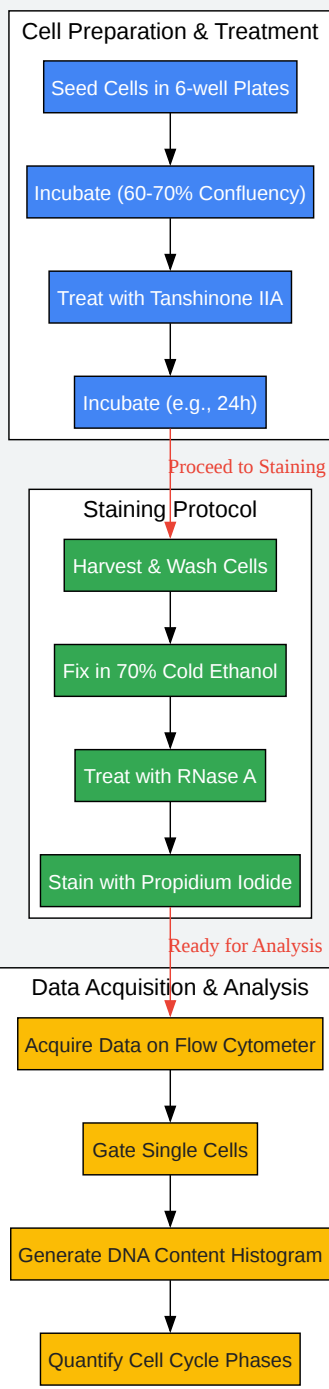 Cell Preparation & Treatment
Seed Cells in 6-well Plates
Incubate (60-70% Confluency)
Treat with Tanshinone IIA
Incubate (e.g., 24h)
Proceed to Staining
Staining Protocol
Harvest & Wash Cells
Fix in 70% Cold Ethanol
Treat with RNase A
Stain with Propidium Iodide
Ready for Analysis
Data Acquisition & Analysis
Acquire Data on Flow Cytometer
Gate Single Cells
Generate DNA Content Histogram
Quantify Cell Cycle Phases